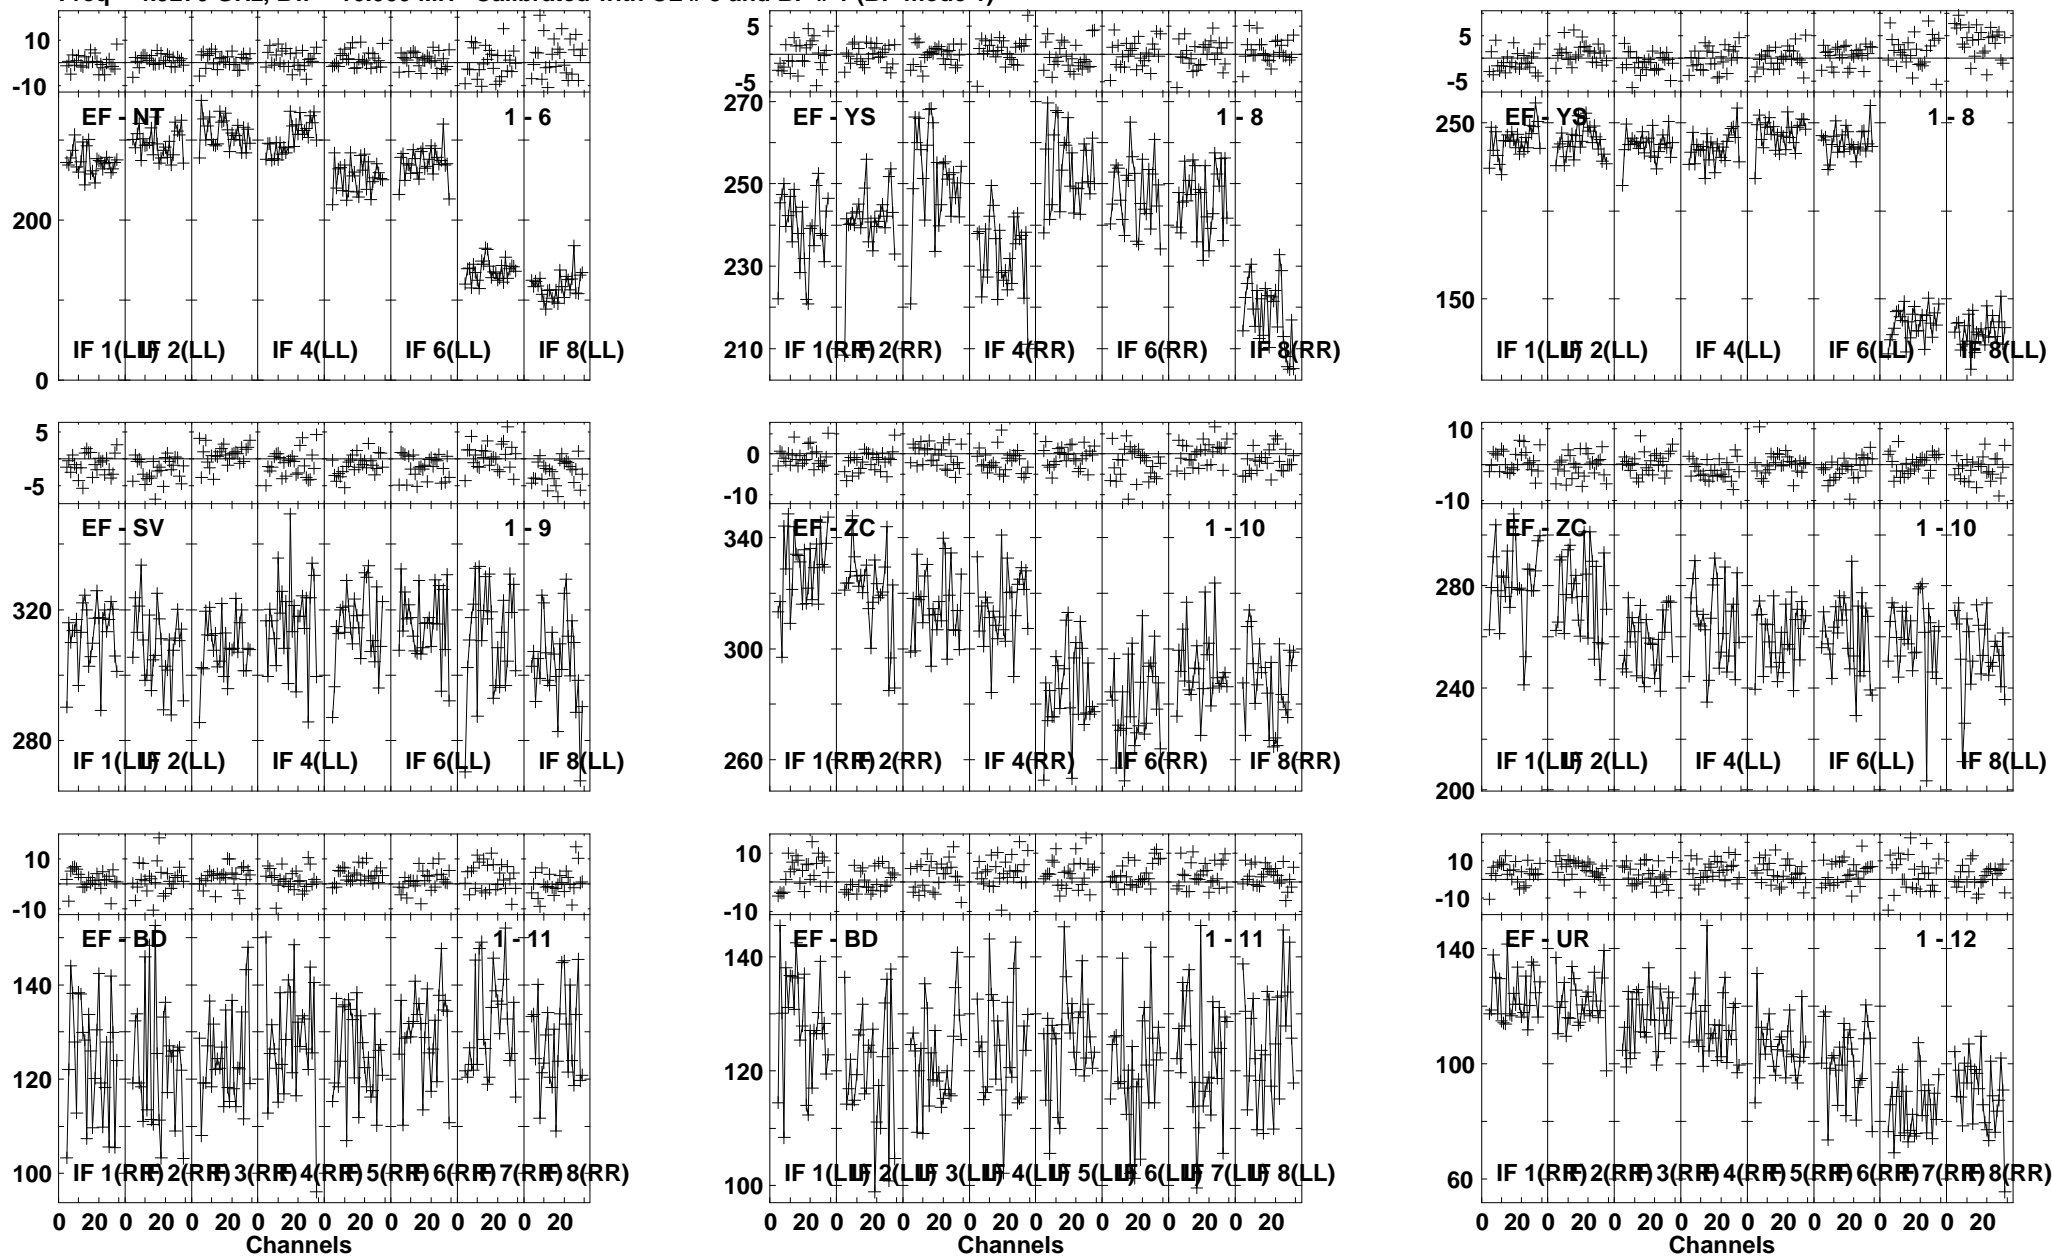 10
-10
EF - NT
1 - 6
200
0
IF 1(LL)
IF 2(LL)
IF 4(LL)
IF 6(LL)
IF 8(LL)
5
-5
270
EF - YS
1 - 8
250
230
210
IF 1(RR)
IF 2(RR)
IF 4(RR)
IF 6(RR)
IF 8(RR)
5
-5
250
EF - YS
1 - 8
150
IF 1(LL)
IF 2(LL)
IF 4(LL)
IF 6(LL)
IF 8(LL)
5
-5
EF - SV
1 - 9
320
280
IF 1(LL)
IF 2(LL)
IF 4(LL)
IF 6(LL)
IF 8(LL)
0
-10
340
EF - ZC
1 - 10
300
260
IF 1(RR)
IF 2(RR)
IF 4(RR)
IF 6(RR)
IF 8(RR)
10
-10
EF - ZC
1 - 10
280
240
200
IF 1(LL)
IF 2(LL)
IF 4(LL)
IF 6(LL)
IF 8(LL)
10
-10
EF - BD
1 - 11
140
120
100
IF 1(RR)
IF 2(RR)
IF 3(RR)
IF 4(RR)
IF 5(RR)
IF 6(RR)
IF 7(RR)
IF 8(RR)
0 20 0 20 0 20 0 20 0 20 0 20 0 20 0 20
Channels
10
-10
EF - BD
1 - 11
140
120
100
IF 1(LL)
IF 2(LL)
IF 3(LL)
IF 4(LL)
IF 5(LL)
IF 6(LL)
IF 7(LL)
IF 8(LL)
0 20 0 20 0 20 0 20 0 20 0 20 0 20 0 20
Channels
10
-10
EF - UR
1 - 12
140
100
60
IF 1(RR)
IF 2(RR)
IF 3(RR)
IF 4(RR)
IF 5(RR)
IF 6(RR)
IF 7(RR)
IF 8(RR)
0 20 0 20 0 20 0 20 0 20 0 20 0 20 0 20
Channels